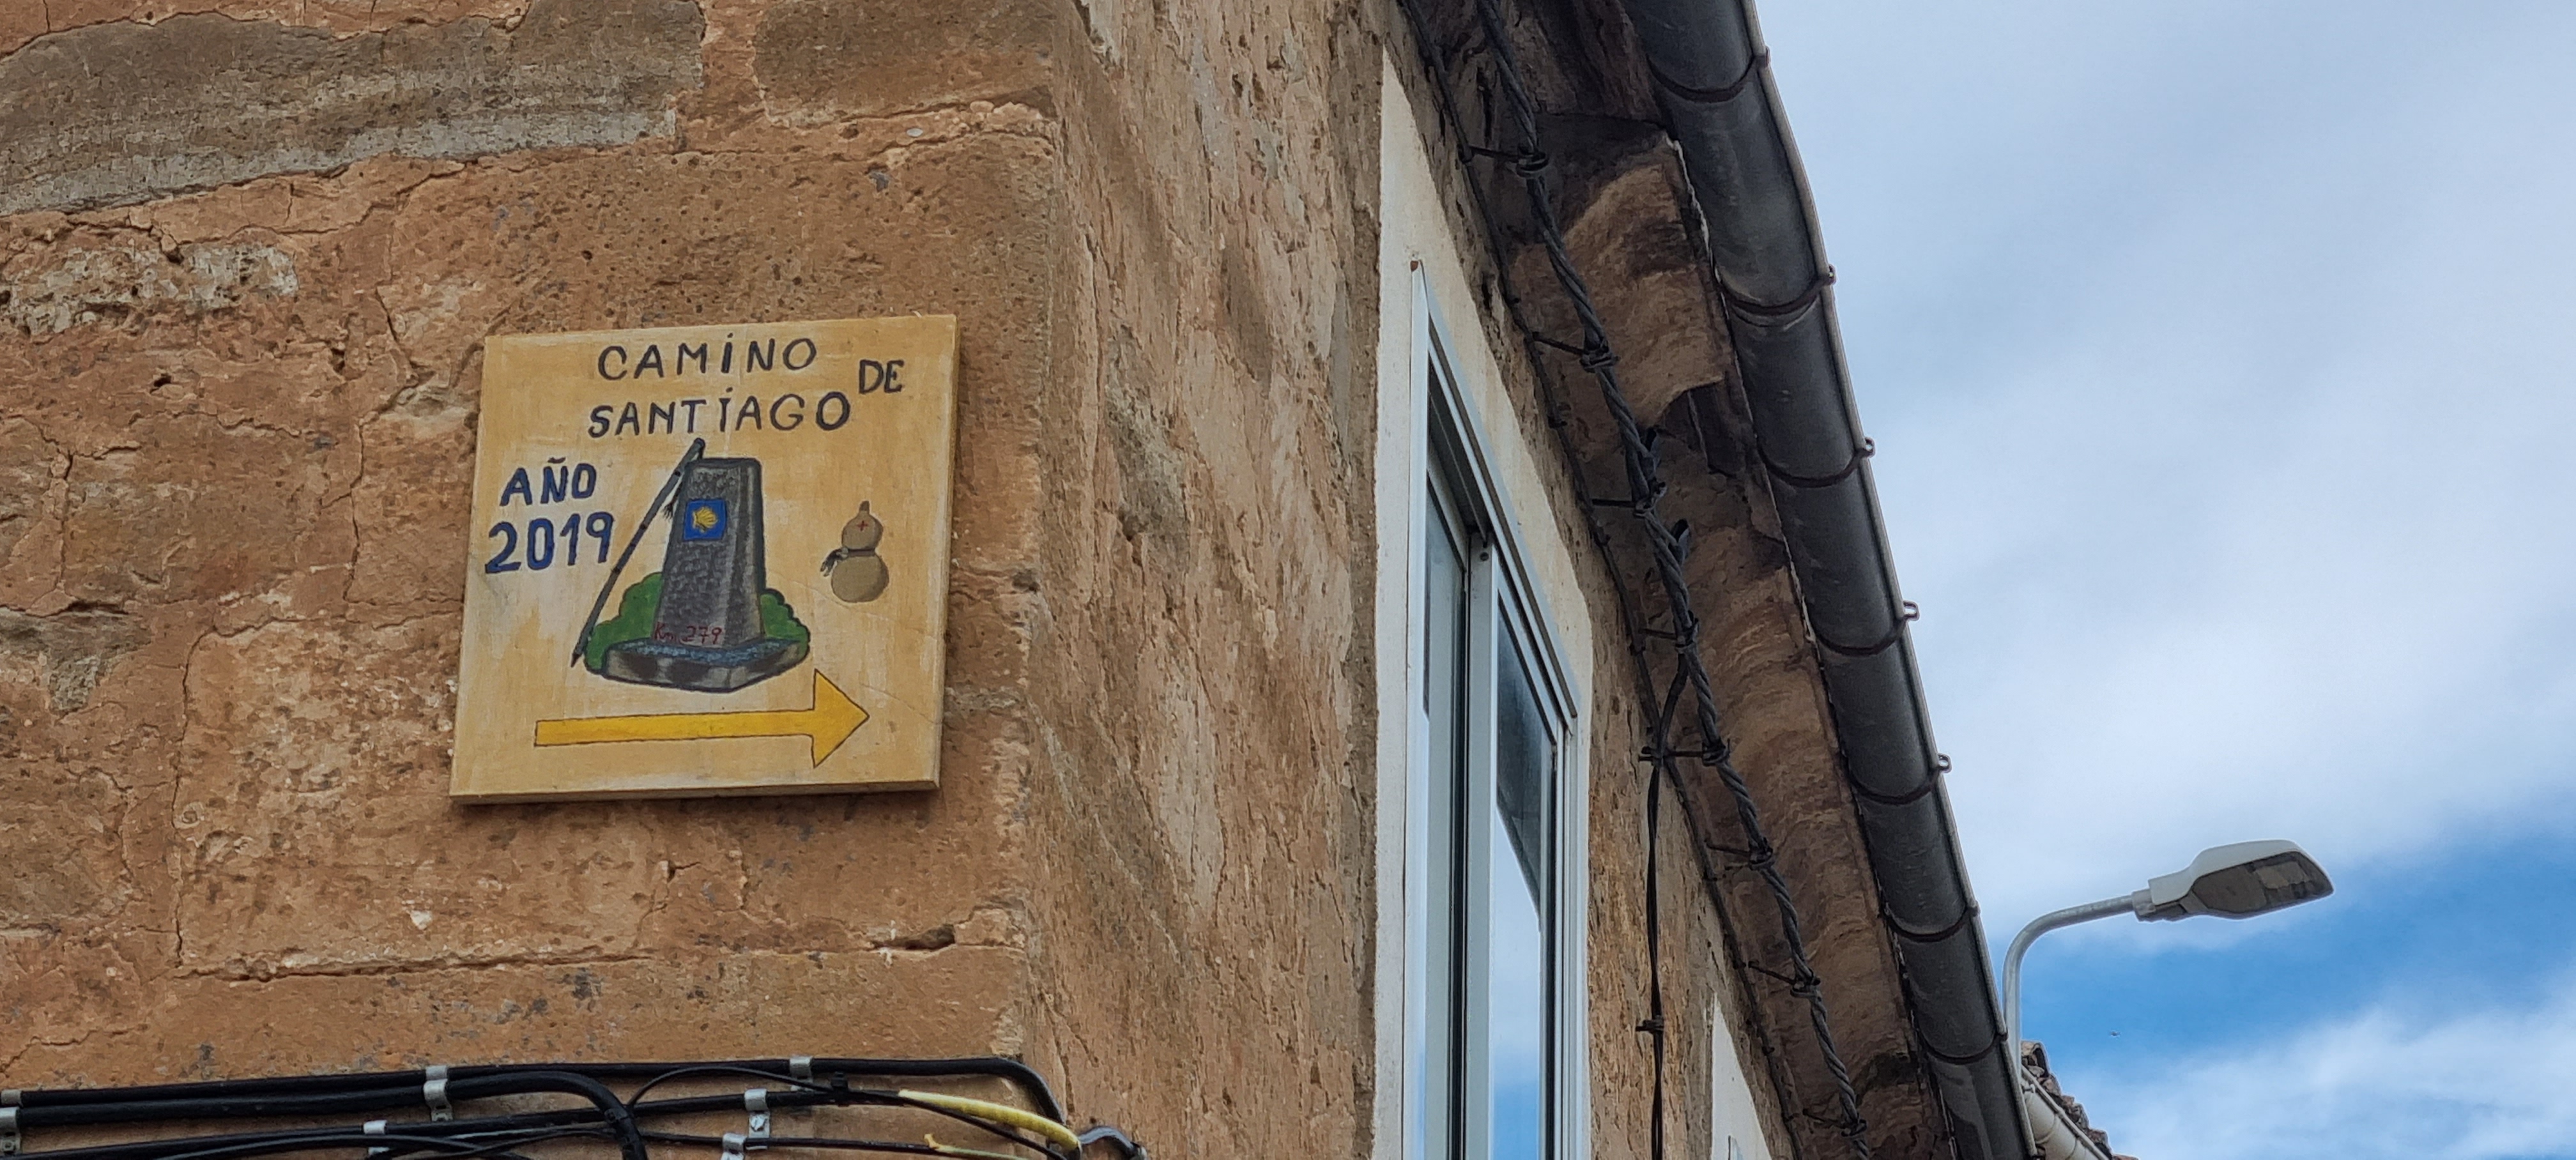 CAMiNO
DE
SANTiAGO
AÑO
2019
Km 279